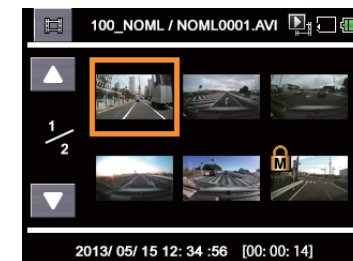 100_NOML / NOML0001.AVI
1/2
M
2013/ 05/ 15 12: 34 :56 [00: 00: 14]